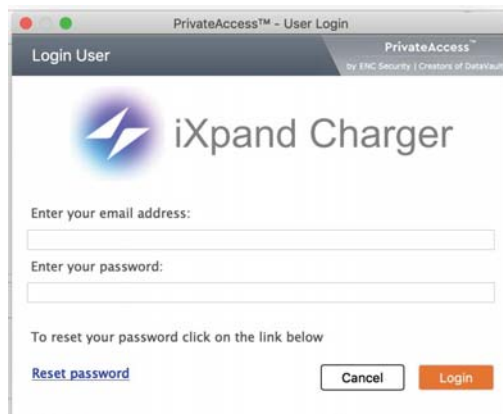 PrivateAccess™ - User Login
Login User
PrivateAccess™
by ENC Security | Creators of DataVault
iXpand Charger
Enter your email address:
Enter your password:
To reset your password click on the link below
Reset password
Cancel
Login